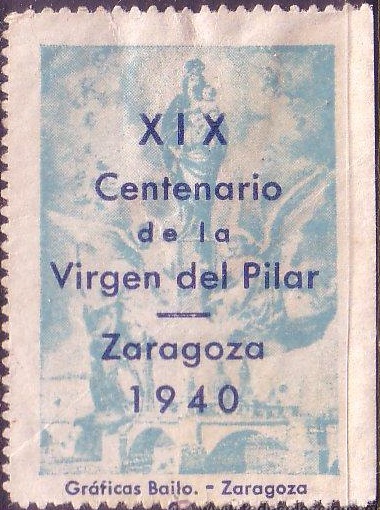 XIX
Centenario
de la
Virgen del Pilar
Zaragoza
1940
Gráficas Bailo. - Zaragoza